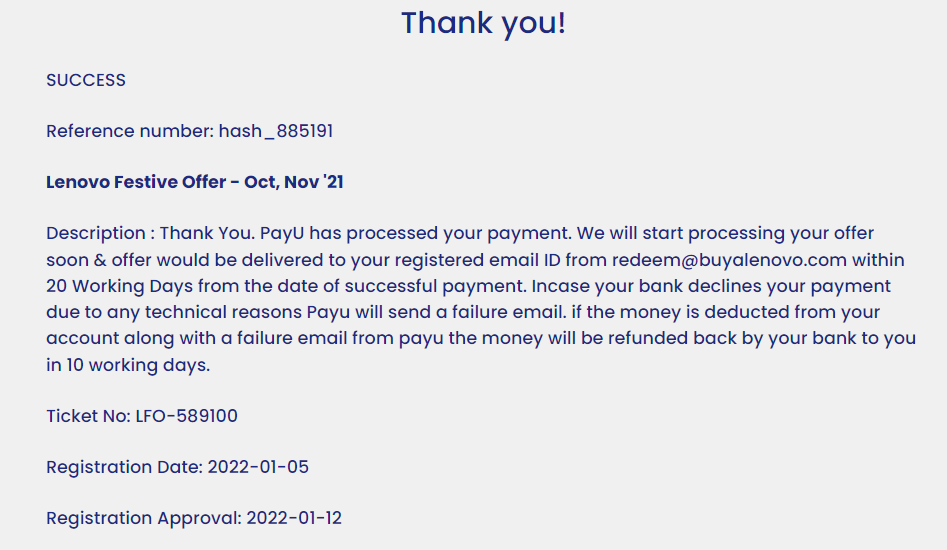 Thank you!
SUCCESS
Reference number: hash_885191
Lenovo Festive Offer - Oct, Nov '21
Description : Thank You. PayU has processed your payment. We will start processing your offer
soon & offer would be delivered to your registered email ID from redeem@buyalenovo.com within
20 Working Days from the date of successful payment. Incase your bank declines your payment
due to any technical reasons Payu will send a failure email. if the money is deducted from your
account along with a failure email from payu the money will be refunded back by your bank to you
in 10 working days.
Ticket No: LFO-589100
Registration Date: 2022-01-05
Registration Approval: 2022-01-12